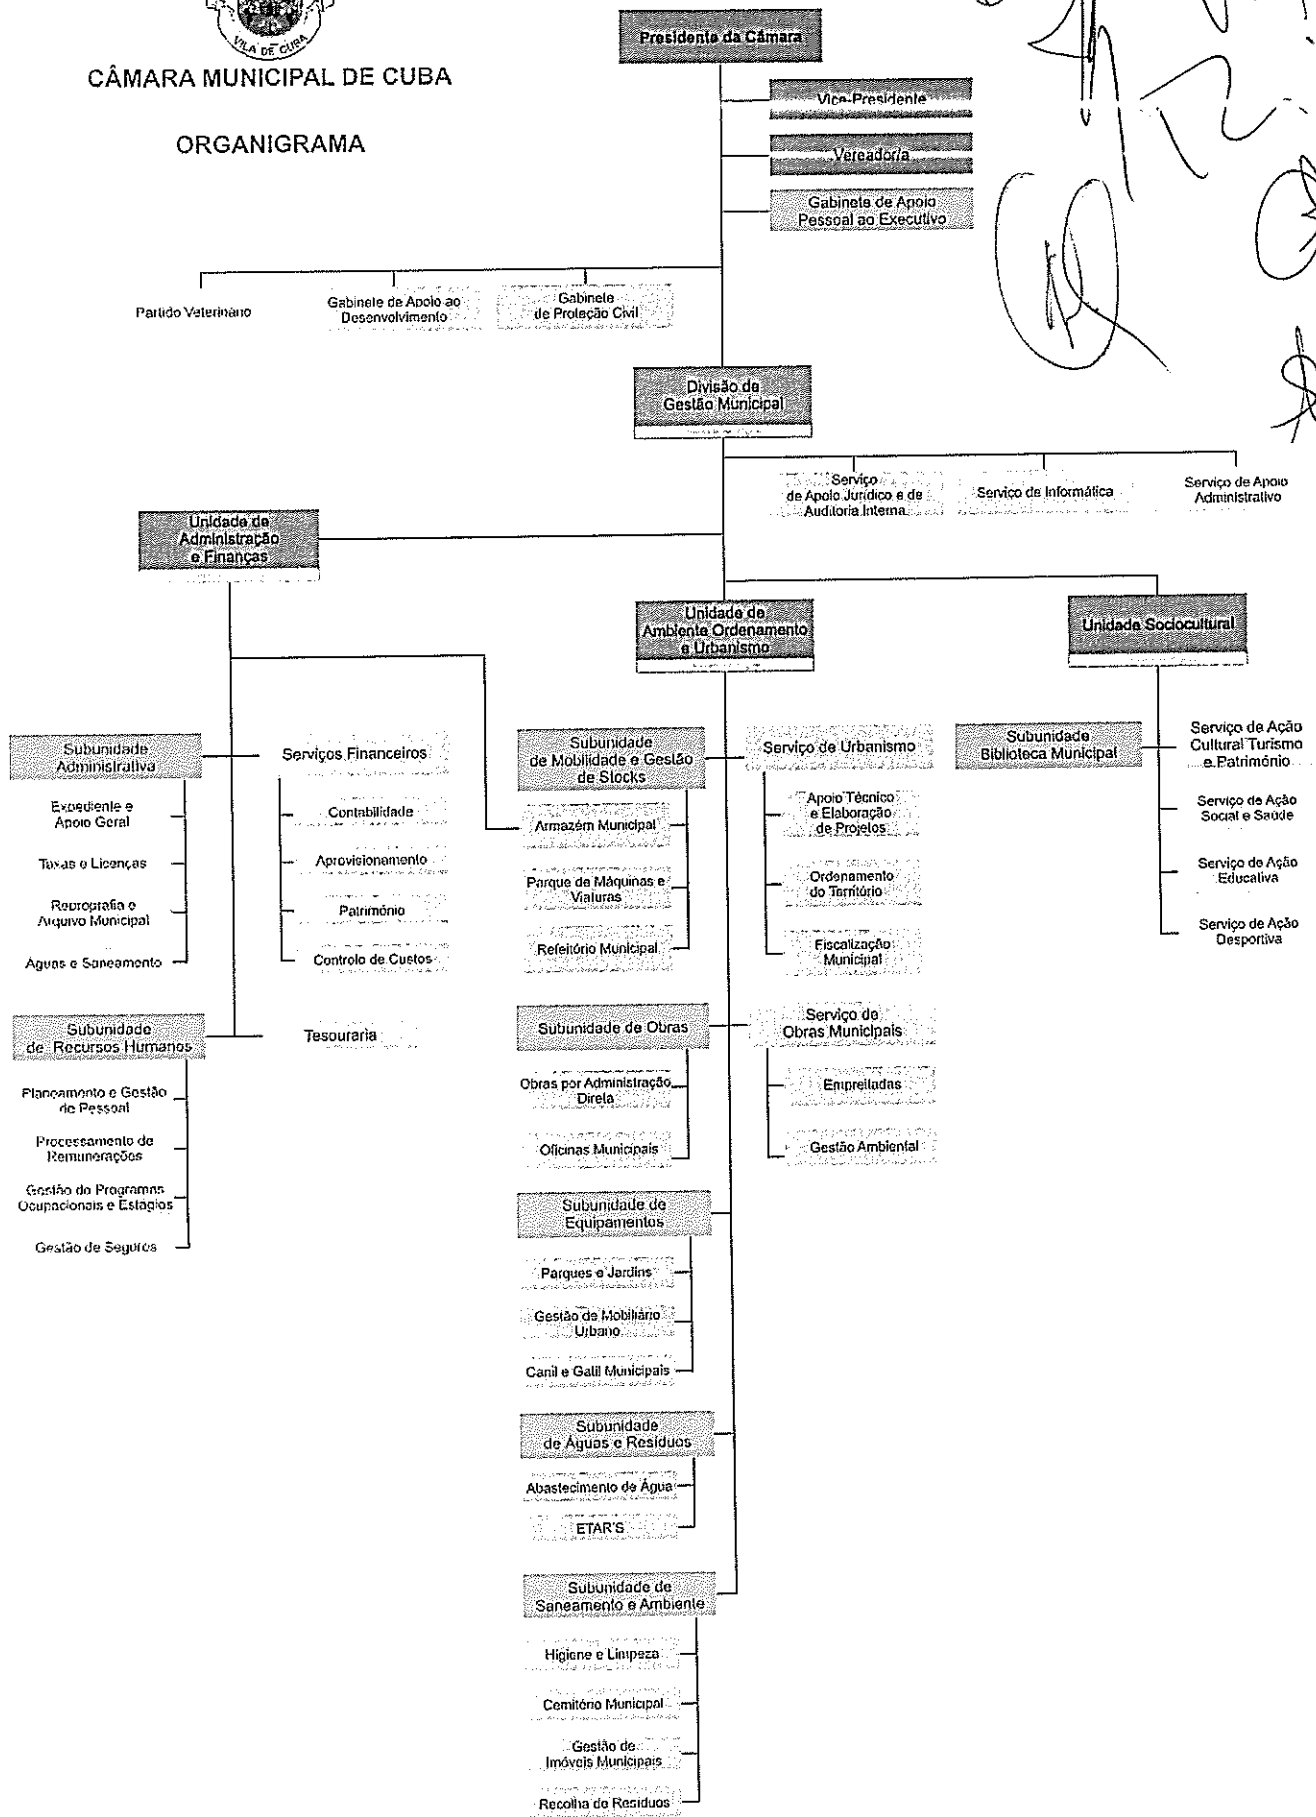 VILA DE CUBA
CÂMARA MUNICIPAL DE CUBA
ORGANIGRAMA
Presidente da Câmara
Vice-Presidente
Vereador/a
Gabinete de Apoio
Pessoal ao Executivo
Partido Veterinário
Gabinete de Apoio ao
Desenvolvimento
Gabinete
de Proteção Civil
Divisão de
Gestão Municipal
Serviço
de Apoio Jurídico e de
Auditoria Interna
Serviço de Informática
Serviço de Apoio
Administrativo
Unidade de
Administração
e Finanças
Unidade de
Ambiente Ordenamento
e Urbanismo
Unidade Sociocultural
Subunidade
Administrativa
Expediente e
Apoio Geral
Taxas e Licenças
Reprografia e
Arquivo Municipal
Aguas e Saneamento
Serviços Financeiros
Contabilidade
Aprovisionamento
Património
Controlo de Custos
Subunidade
de Recursos Humanos
Planeamento e Gestão
de Pessoal
Processamento de
Remunerações
Gestão de Programas
Ocupacionais e Estágios
Gestão de Seguros
Tesouraria
Subunidade
de Mobilidade e Gestão
de Stocks
Armazém Municipal
Parque de Máquinas e
Viaturas
Refeitório Municipal
Serviço de Urbanismo
Apoio Técnico
e Elaboração
de Projetos
Ordenamento
do Território
Fiscalização
Municipal
Subunidade de Obras
Obras por Administração
Direta
Oficinas Municipais
Serviço de
Obras Municipais
Empreitadas
Gestão Ambiental
Subunidade de
Equipamentos
Parques e Jardins
Gestão de Mobiliário
Urbano
Canil e Gatil Municipais
Subunidade
de Águas e Resíduos
Abastecimento de Água
ETAR'S
Subunidade de
Saneamento e Ambiente
Higiene e Limpeza
Cemitério Municipal
Gestão de
Imóveis Municipais
Recolha de Resíduos
Subunidade
Biblioteca Municipal
Serviço de Ação
Cultural Turismo
e Património
Serviço de Ação
Social e Saúde
Serviço de Ação
Educativa
Serviço de Ação
Desportiva